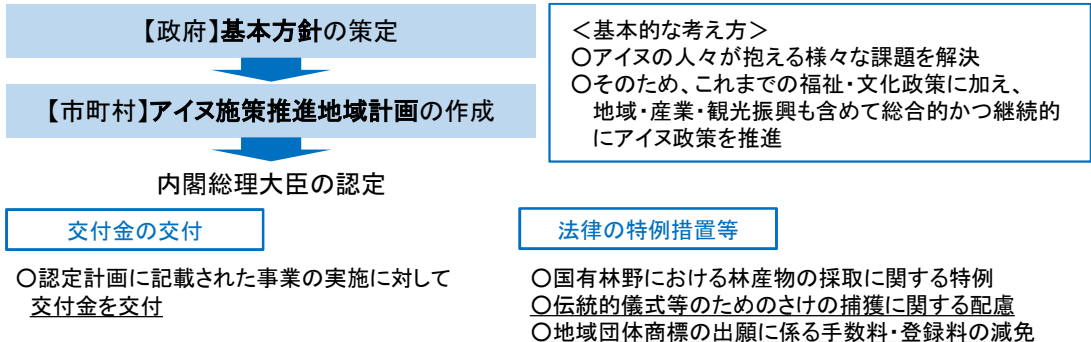 【政府】基本方針の策定
【市町村】アイヌ施策推進地域計画の作成
内閣総理大臣の認定
＜基本的な考え方＞
○アイヌの人々が抱える様々な課題を解決
○そのため、これまでの福祉・文化政策に加え、
地域・産業・観光振興も含めて総合的かつ継続的
にアイヌ政策を推進
交付金の交付
○認定計画に記載された事業の実施に対して
交付金を交付
法律の特例措置等
○国有林野における林産物の採取に関する特例
○伝統的儀式等のためのさけの捕獲に関する配慮
○地域団体商標の出願に係る手数料・登録料の減免